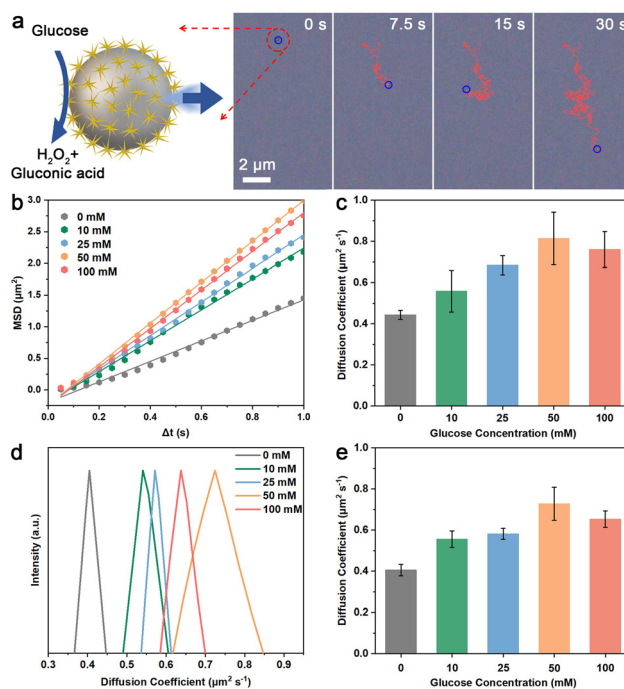 a
Glucose
H₂O₂+
Gluconic acid
0 s
7.5 s
15 s
30 s
2 μm
b
0 mM
10 mM
25 mM
50 mM
100 mM
MSD (μm²)
3.0
2.5
2.0
1.5
1.0
0.5
0.0
0.0 0.2 0.4 0.6 0.8 1.0
Δt (s)
c
Diffusion Coefficient (μm² s⁻¹)
1.0
0.8
0.6
0.4
0.2
0.0
0 10 25 50 100
Glucose Concentration (mM)
d
0 mM
10 mM
25 mM
50 mM
100 mM
Intensity (a.u.)
0.3 0.4 0.5 0.6 0.7 0.8 0.9
Diffusion Coefficient (μm² s⁻¹)
e
Diffusion Coefficient (μm² s⁻¹)
1.0
0.8
0.6
0.4
0.2
0.0
0 10 25 50 100
Glucose Concentration (mM)